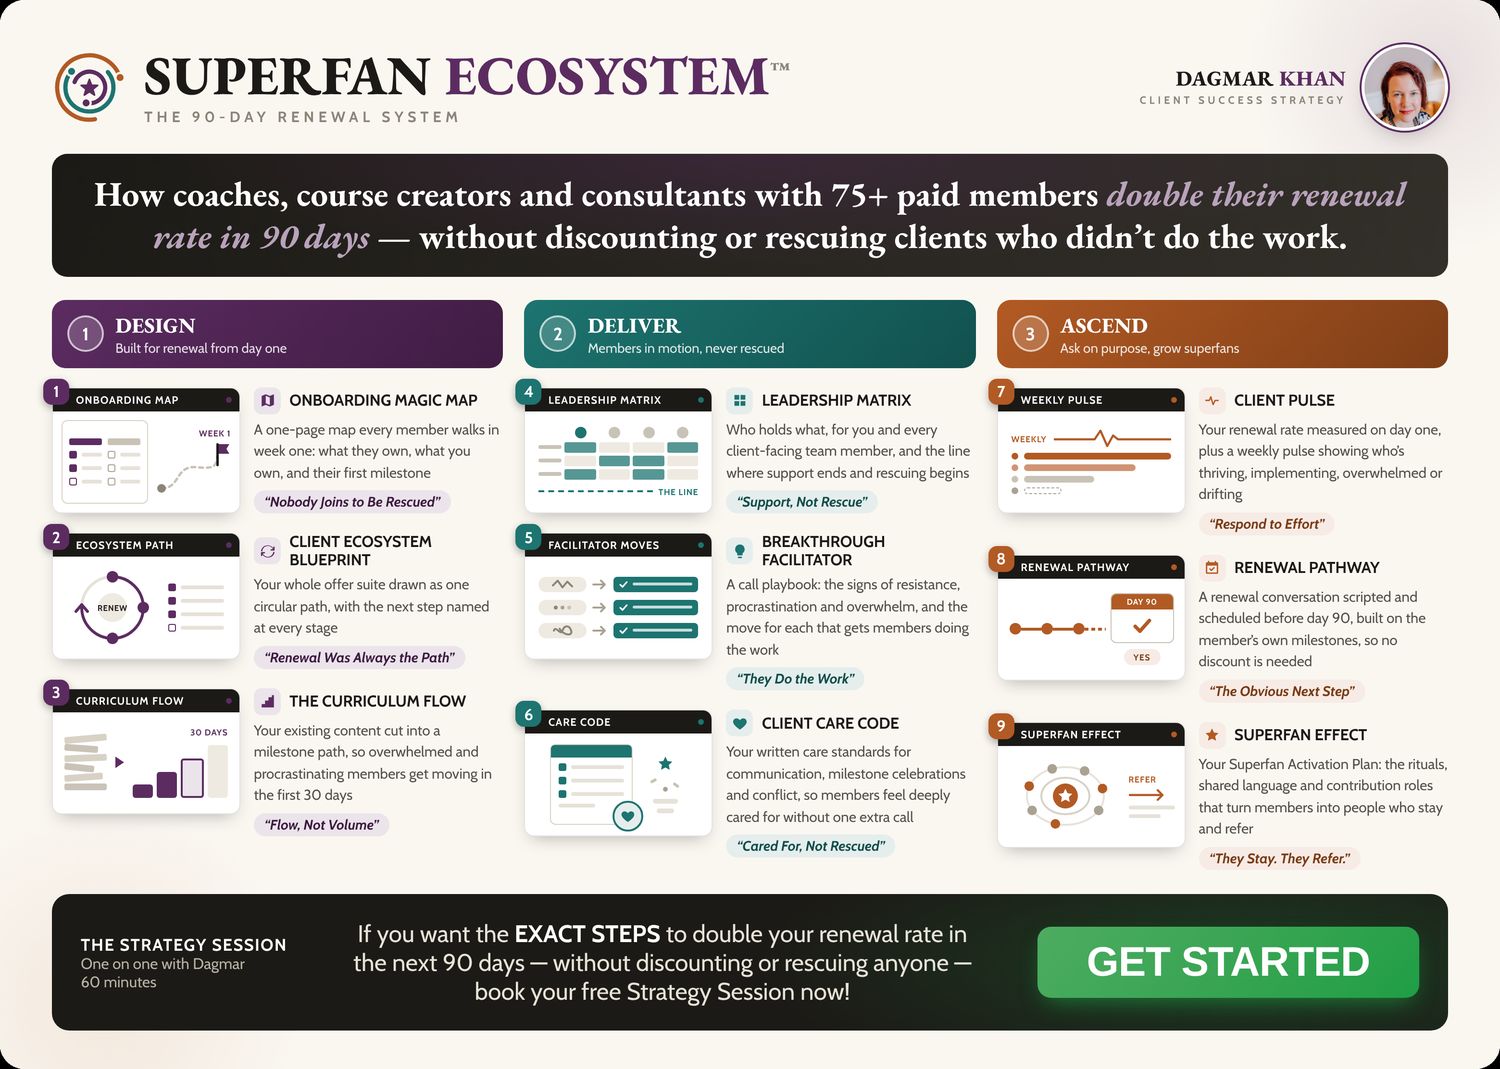 SUPERFAN ECOSYSTEM™
THE 90-DAY RENEWAL SYSTEM
DAGMAR KHAN
CLIENT SUCCESS STRATEGY
How coaches, course creators and consultants with 75+ paid members double their renewal
rate in 90 days — without discounting or rescuing clients who didn’t do the work.
1
DESIGN
Built for renewal from day one
1
ONBOARDING MAP
WEEK 1
ONBOARDING MAGIC MAP
A one-page map every member walks in
week one: what they own, what you
own, and their first milestone
“Nobody Joins to Be Rescued”
2
ECOSYSTEM PATH
RENEW
CLIENT ECOSYSTEM
BLUEPRINT
Your whole offer suite drawn as one
circular path, with the next step named
at every stage
“Renewal Was Always the Path”
3
CURRICULUM FLOW
30 DAYS
THE CURRICULUM FLOW
Your existing content cut into a
milestone path, so overwhelmed and
procrastinating members get moving in
the first 30 days
“Flow, Not Volume”
2
DELIVER
Members in motion, never rescued
4
LEADERSHIP MATRIX
THE LINE
LEADERSHIP MATRIX
Who holds what, for you and every
client-facing team member, and the line
where support ends and rescuing begins
“Support, Not Rescue”
5
FACILITATOR MOVES
BREAKTHROUGH
FACILITATOR
A call playbook: the signs of resistance,
procrastination and overwhelm, and the
move for each that gets members doing
the work
“They Do the Work”
6
CARE CODE
CLIENT CARE CODE
Your written care standards for
communication, milestone celebrations
and conflict, so members feel deeply
cared for without one extra call
“Cared For, Not Rescued”
3
ASCEND
Ask on purpose, grow superfans
7
WEEKLY PULSE
WEEKLY
CLIENT PULSE
Your renewal rate measured on day one,
plus a weekly pulse showing who’s
thriving, implementing, overwhelmed or
drifting
“Respond to Effort”
8
RENEWAL PATHWAY
DAY 90
YES
RENEWAL PATHWAY
A renewal conversation scripted and
scheduled before day 90, built on the
member’s own milestones, so no
discount is needed
“The Obvious Next Step”
9
SUPERFAN EFFECT
REFER
SUPERFAN EFFECT
Your Superfan Activation Plan: the rituals,
shared language and contribution roles
that turn members into people who stay
and refer
“They Stay. They Refer.”
THE STRATEGY SESSION
One on one with Dagmar
60 minutes
If you want the EXACT STEPS to double your renewal rate in
the next 90 days — without discounting or rescuing anyone —
book your free Strategy Session now!
GET STARTED